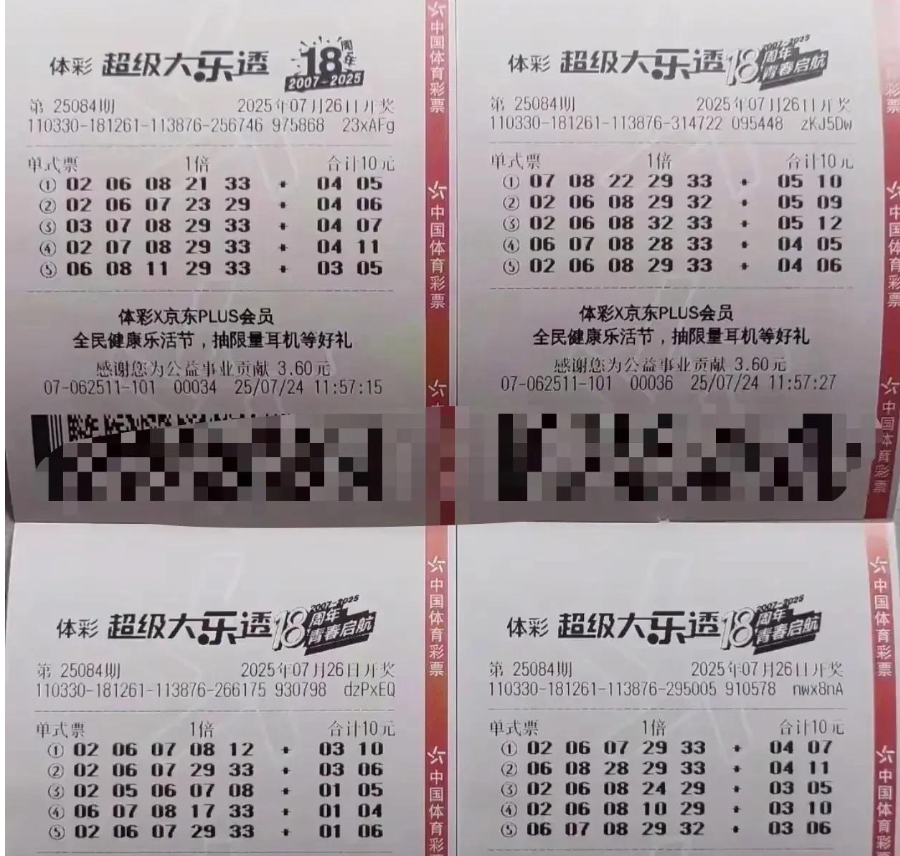 体彩 超级大乐透 18周年
2007-2025
第 25084期 2025年07月26日开奖
110330-181261-113876-256746 975868 23xAFg
单式票 1倍 合计10元
① 02 06 08 21 33 + 04 05
② 02 06 07 23 29 + 04 06
③ 03 07 08 29 33 + 04 07
④ 02 07 08 29 33 + 04 11
⑤ 06 08 11 29 33 + 03 05
体彩X京东PLUS会员
全民健康乐活节，抽限量耳机等好礼
感谢您为公益事业贡献 3.60元
07-062511-101 00034 25/07/24 11:57:15
中国体育彩票
中国体育彩票
体彩 超级大乐透 18周年 2007-2025
青春启航
第 25084期 2025年07月26日开奖
110330-181261-113876-314722 095448 zKJ5Dw
单式票 1倍 合计10元
① 07 08 22 29 33 + 05 10
② 02 06 08 29 32 + 05 09
③ 02 06 08 32 33 + 05 12
④ 06 07 08 28 33 + 04 05
⑤ 02 06 08 29 33 + 04 06
体彩X京东PLUS会员
全民健康乐活节，抽限量耳机等好礼
感谢您为公益事业贡献 3.60元
07-062511-101 00036 25/07/24 11:57:27
彩票
中国体育彩票
中国体育彩票
体彩 超级大乐透 18周年 2007-2025
青春启航
第 25084期 2025年07月26日开奖
110330-181261-113876-266175 930798 dzPxEQ
单式票 1倍 合计10元
① 02 06 07 08 12 + 03 10
② 02 06 07 29 33 + 03 06
③ 02 05 06 07 08 + 01 05
④ 06 07 08 17 33 + 01 04
⑤ 02 06 07 29 33 + 01 06
中国体育彩票
中国体育
体彩 超级大乐透 18周年 2007-2025
青春启航
第 25084期 2025年07月26日开奖
110330-181261-113876-295005 910578 nwx8nA
单式票 1倍 合计10元
① 02 06 07 29 33 + 04 07
② 06 08 28 29 33 + 04 11
③ 02 06 08 24 29 + 03 05
④ 02 06 08 10 29 + 03 10
⑤ 06 07 08 29 32 + 03 06
中国体育彩票
中国体育